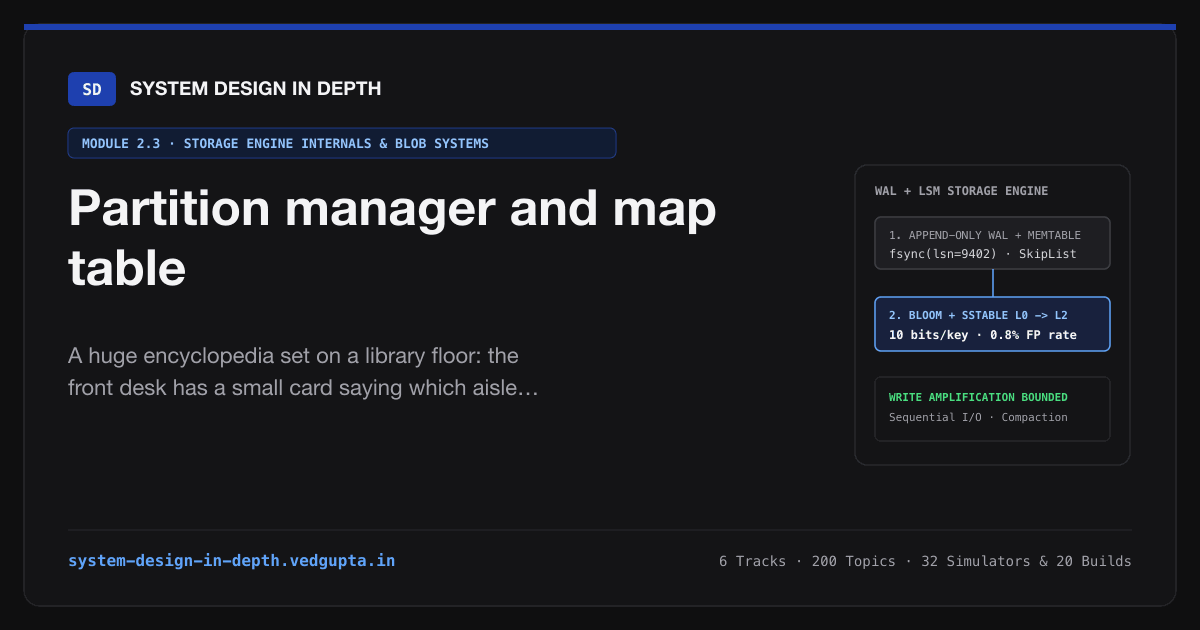 SD
SYSTEM DESIGN IN DEPTH
MODULE 2.3 · STORAGE ENGINE INTERNALS & BLOB SYSTEMS
Partition manager and map
table
A huge encyclopedia set on a library floor: the
front desk has a small card saying which aisle…
WAL + LSM STORAGE ENGINE
1. APPEND-ONLY WAL + MEMTABLE
fsync(lsn=9402) · SkipList
2. BLOOM + SSTABLE L0 -> L2
10 bits/key · 0.8% FP rate
WRITE AMPLIFICATION BOUNDED
Sequential I/O · Compaction
system-design-in-depth.vedgupta.in
6 Tracks · 200 Topics · 32 Simulators & 20 Builds